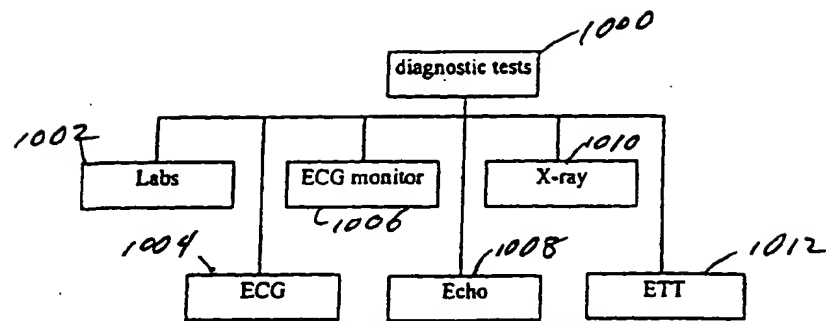 1000
diagnostic tests
1002
1010
Labs
ECG monitor
X-ray
1006
1004
1008
1012
ECG
Echo
ETT